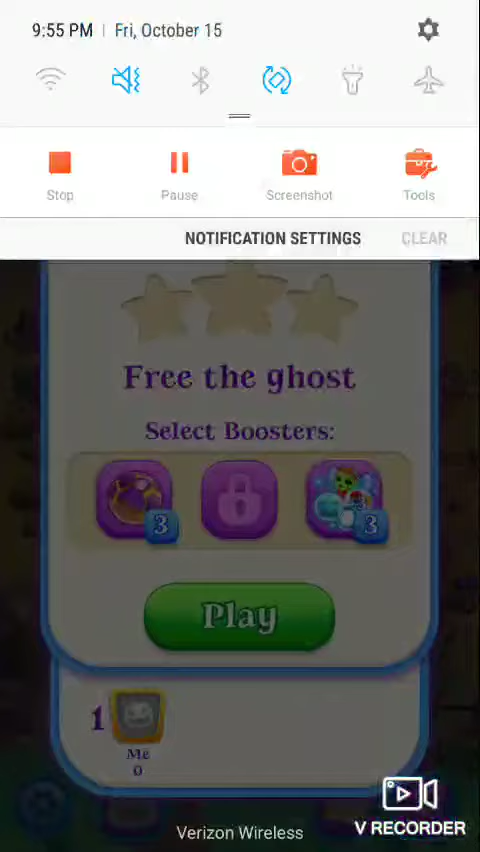 9:55 PM | Fri, October 15
Stop Pause Screenshot Tools
NOTIFICATION SETTINGS CLEAR
Free the ghost
Select Boosters:
3 3
Play
1
Me
0
V RECORDER
Verizon Wireless